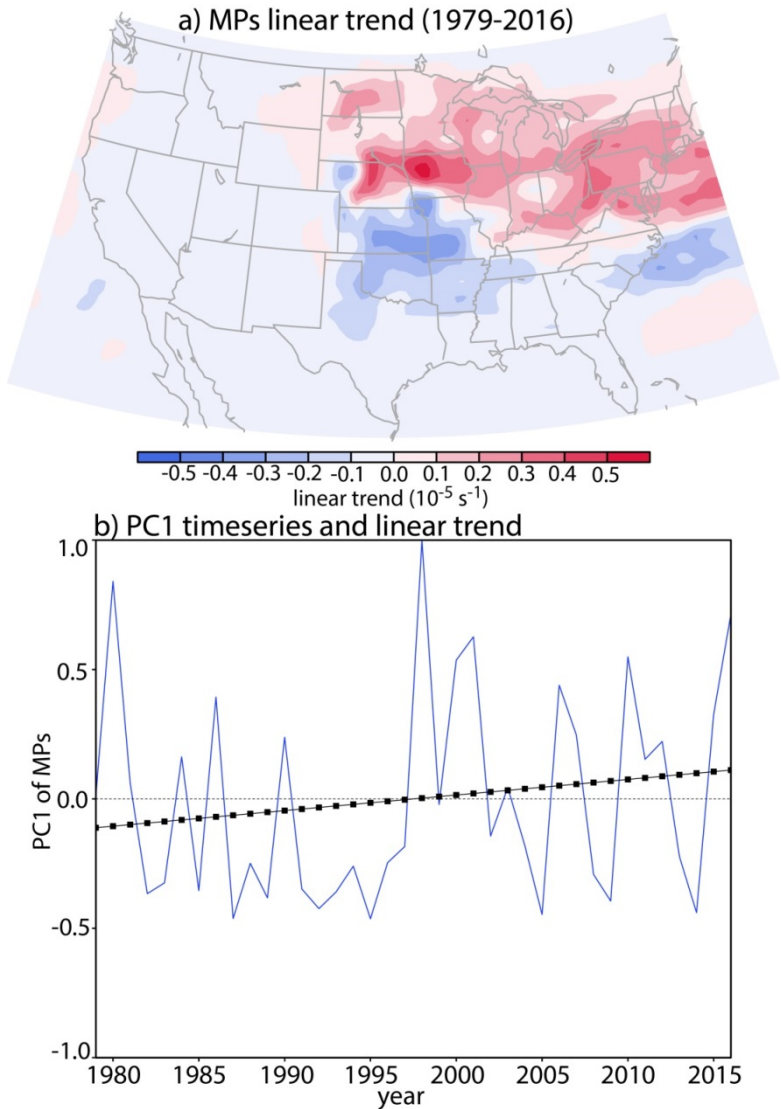 a) MPs linear trend (1979-2016)
-0.5 -0.4 -0.3 -0.2 -0.1 0.0 0.1 0.2 0.3 0.4 0.5
linear trend (10⁻⁵ s⁻¹)
b) PC1 timeseries and linear trend
1.0
0.5
0.0
-0.5
-1.0
PC1 of MPs
1980 1985 1990 1995 2000 2005 2010 2015
year